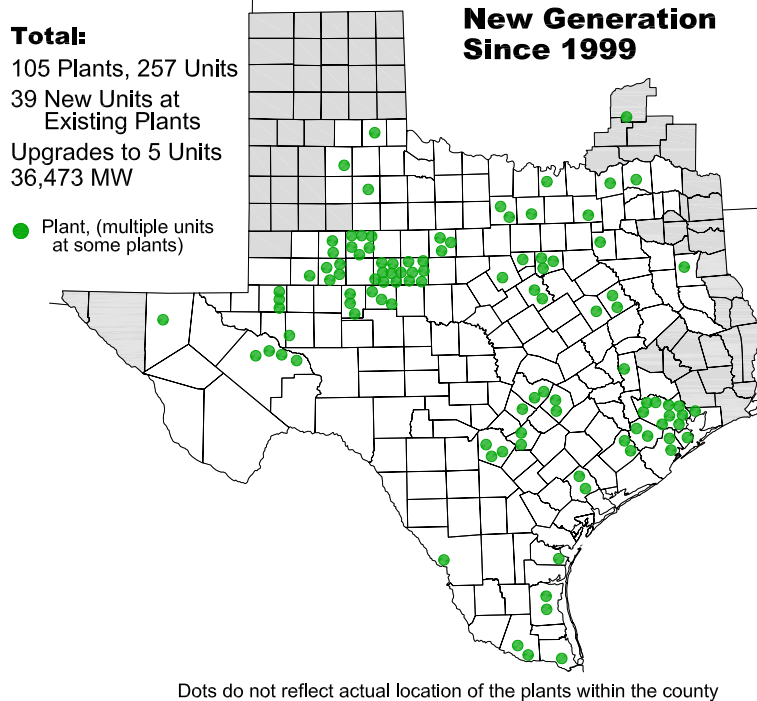 New Generation
Since 1999
Total:
105 Plants, 257 Units
39 New Units at
Existing Plants
Upgrades to 5 Units
36,473 MW
Plant, (multiple units
at some plants)
Dots do not reflect actual location of the plants within the county